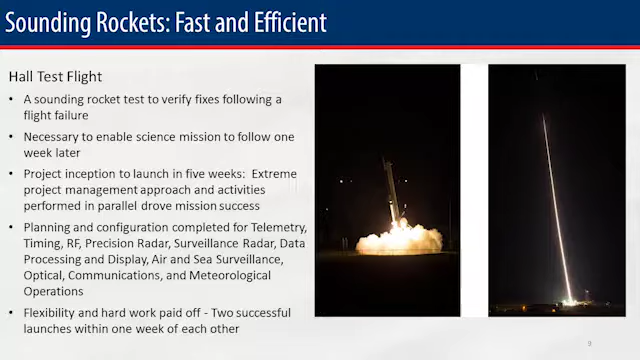 Sounding Rockets: Fast and Efficient
Hall Test Flight
• A sounding rocket test to verify fixes following a
flight failure
• Necessary to enable science mission to follow one
week later
• Project inception to launch in five weeks: Extreme
project management approach and activities
performed in parallel drove mission success
• Planning and configuration completed for Telemetry,
Timing, RF, Precision Radar, Surveillance Radar, Data
Processing and Display, Air and Sea Surveillance,
Optical, Communications, and Meteorological
Operations
• Flexibility and hard work paid off - Two successful
launches within one week of each other
9